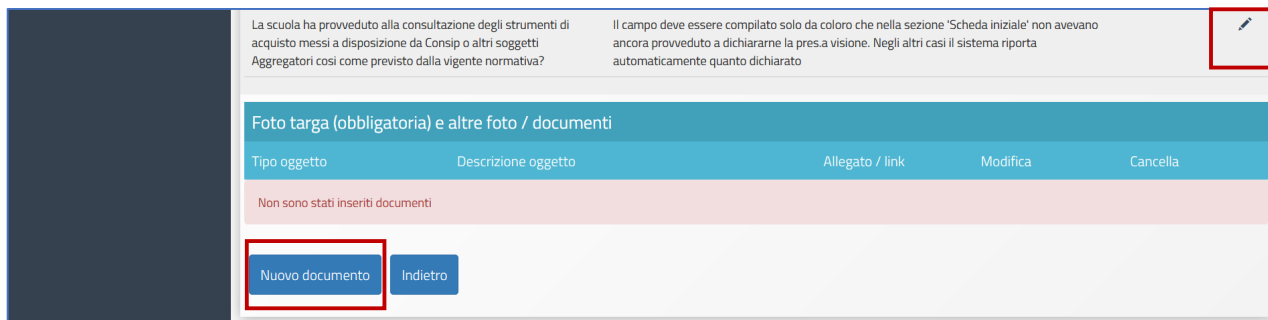 La scuola ha provveduto alla consultazione degli strumenti di
acquisto messi a disposizione da Consip o altri soggetti
Aggregatori cosi come previsto dalla vigente normativa?
Il campo deve essere compilato solo da coloro che nella sezione 'Scheda iniziale' non avevano
ancora provveduto a dichiararne la pres.a visione. Negli altri casi il sistema riporta
automaticamente quanto dichiarato
Foto targa (obbligatoria) e altre foto / documenti
Tipo oggetto Descrizione oggetto Allegato / link Modifica Cancella
Non sono stati inseriti documenti
Nuovo documento Indietro